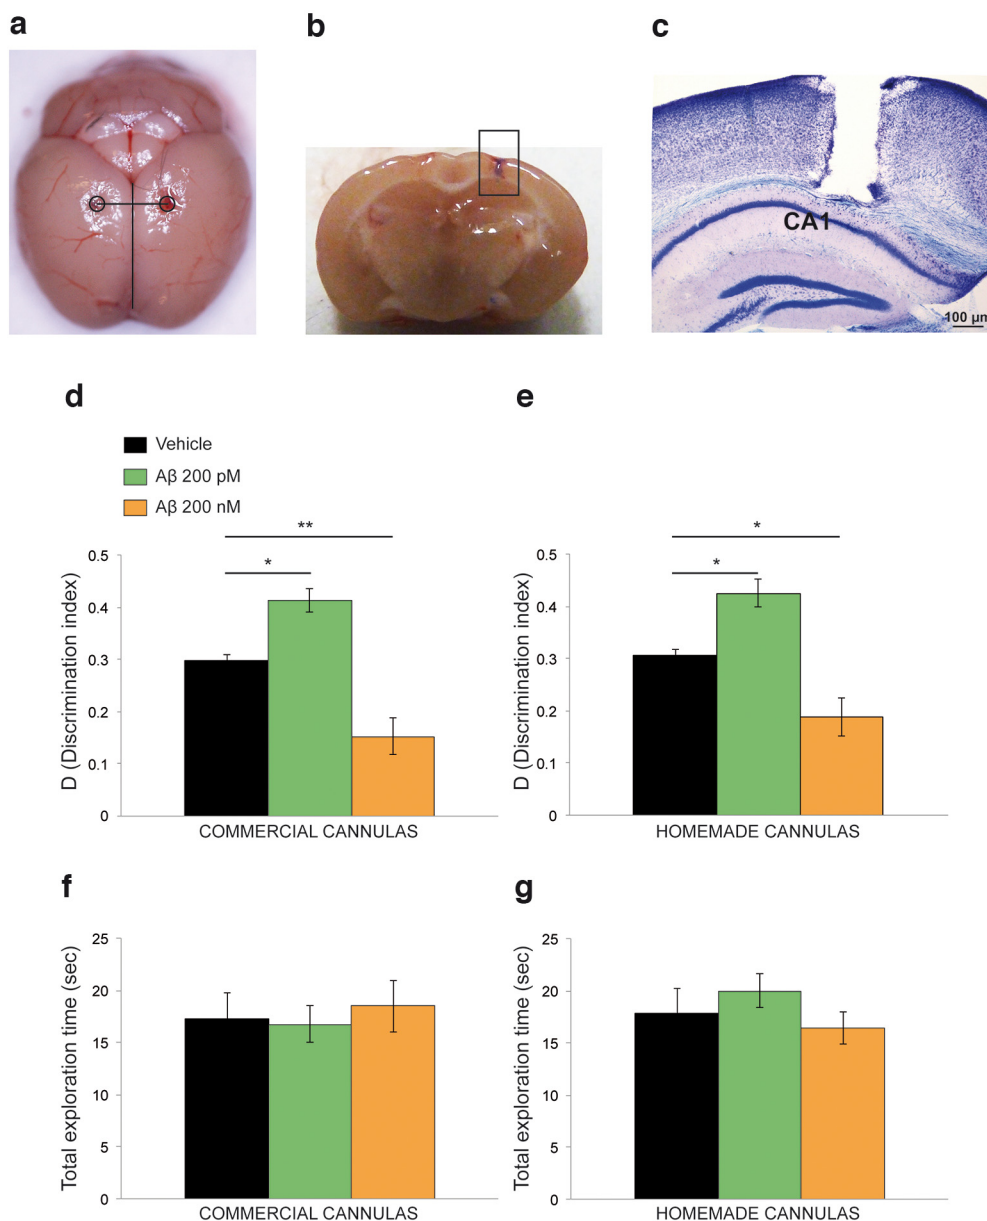 a
b
c
CA1
100 µm
d
e
Vehicle
Aβ 200 pM
Aβ 200 nM
**
*
*
*
D (Discrimination index)
0.5
0.4
0.3
0.2
0.1
0
COMMERCIAL CANNULAS
D (Discrimination index)
0.5
0.4
0.3
0.2
0.1
0
HOMEMADE CANNULAS
f
g
Total exploration time (sec)
25
20
15
10
5
0
COMMERCIAL CANNULAS
Total exploration time (sec)
25
20
15
10
5
0
HOMEMADE CANNULAS